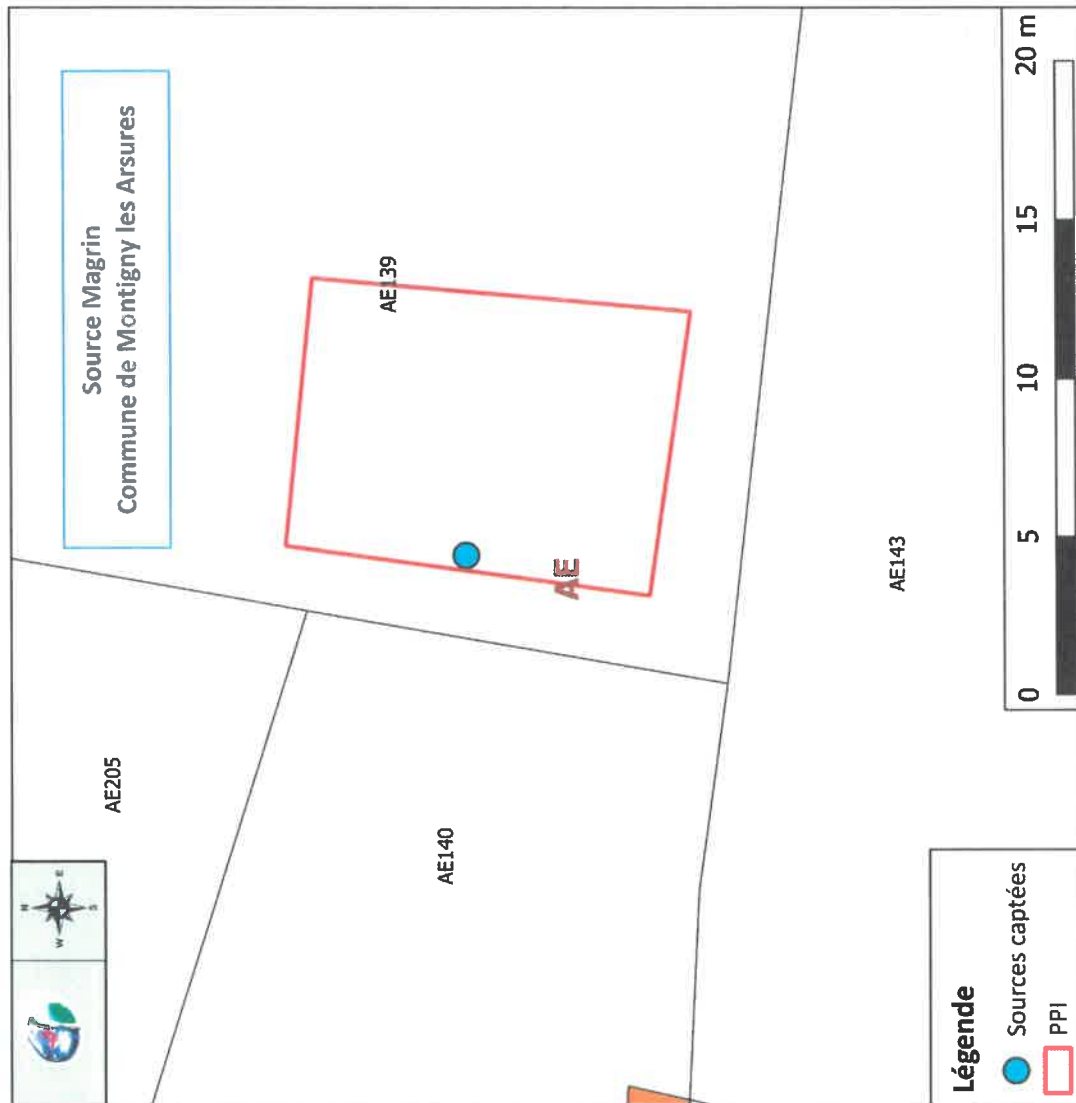 N
W
E
S
Source Magrin
Commune de Montigny les Arsures
AE205
AE139
AE140
AE
AE143
Légende
Sources captées
PPI
0
5
10
15
20 m